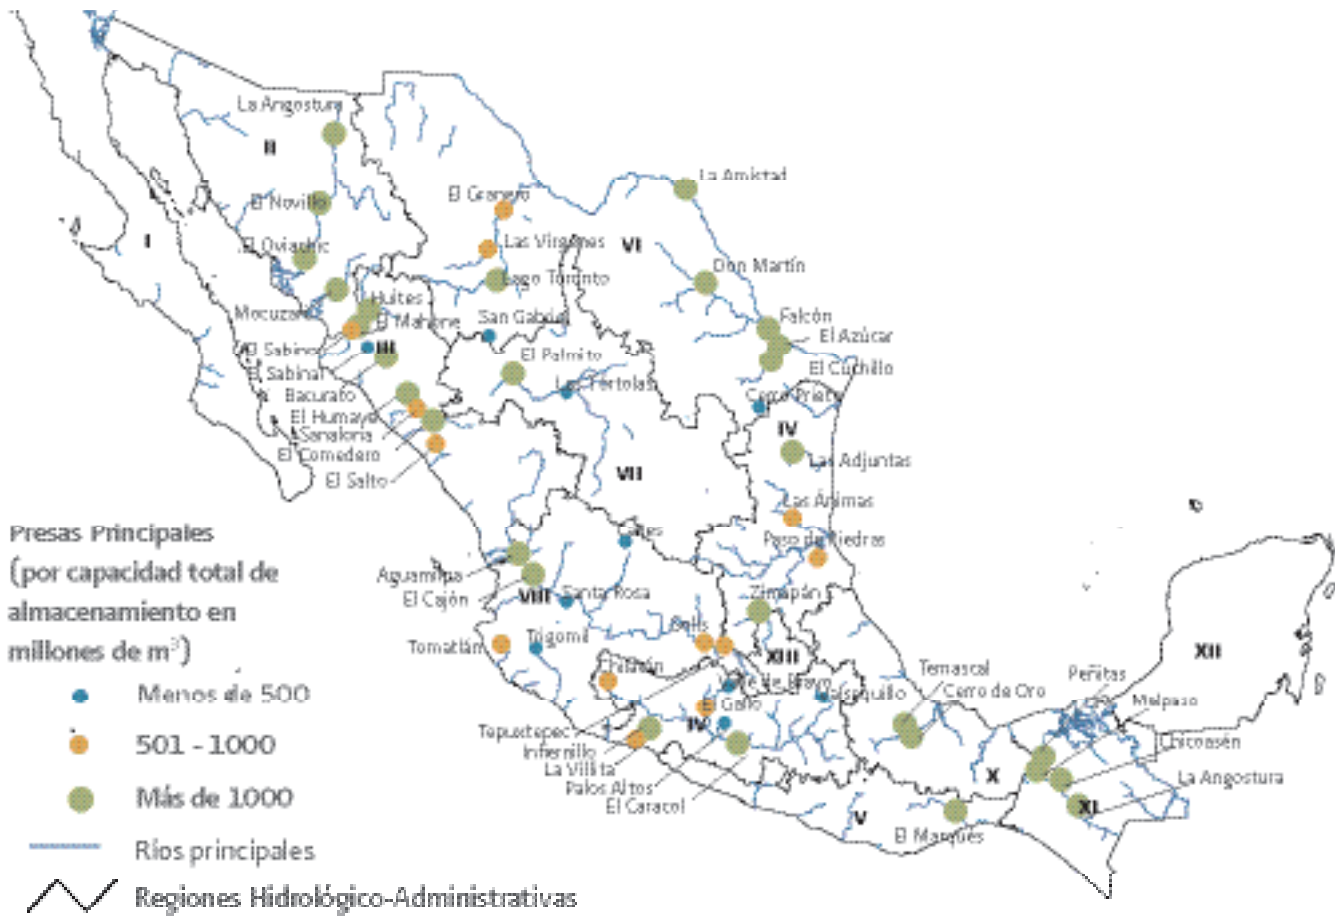 La Angostura
II
La Amistad
El Granero
El Novillo
I
El Oviachic
VI
Las Vírgenes
Don Martín
Lago Toronto
Huites
Mocuzari
El Mahone
San Gabriel
Falcón
El Azúcar
El Sabino
III
El Palmito
El Cuchillo
El Sabinal
Las Tórtolas
Bacurato
Cerro Prieto
El Humaya
IV
Sanalona
El Comedero
Las Adjuntas
El Salto
VII
Las Ánimas
Presas Principales
(por capacidad total de
almacenamiento en
millones de m³)
Menos de 500
501 - 1000
Más de 1000
Ríos principales
Regiones Hidrológico-Administrativas
Calles
Paso de Piedras
Aguamilpa
El Cajón
VIII
Santa Rosa
Zimapán
Tomatlán
Trigomil
Solís
XIII
XII
Chilatán
Valle de Bravo
Valsequillo
Temascal
Peñitas
Cerro de Oro
El Gallo
Malpaso
IV
Tepuxtepec
Infiernillo
Chicoasén
La Villita
X
La Angostura
Palos Altos
El Caracol
XI
V
El Marqués